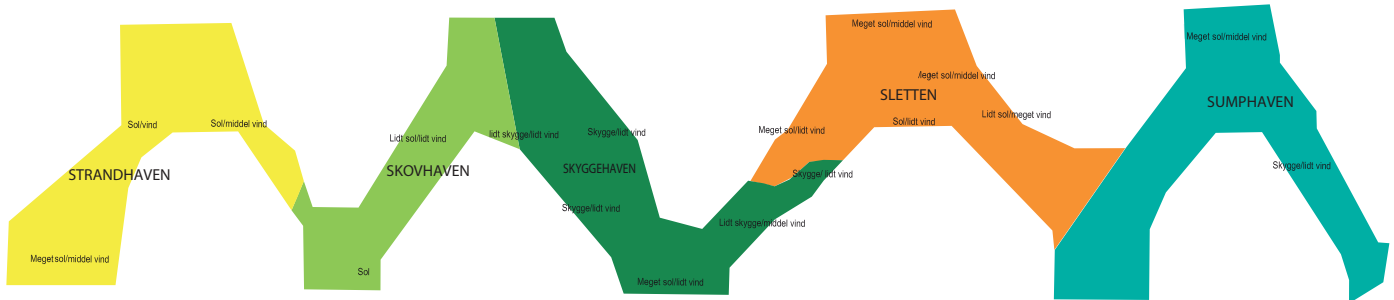 Sol/vind
Sol/middel vind
STRANDHAVEN
Meget sol/middel vind
Lidt sol/lidt vind
SKOVHAVEN
Sol
lidt skygge/lidt vind
Skygge/lidt vind
SKYGGEHAVEN
Skygge/lidt vind
Meget sol/lidt vind
Lidt skygge/middel vind
Skygge/ lidt vind
Meget sol/middel vind
Meget sol/middel vind
SLETTEN
Lidt sol/meget vind
Sol/lidt vind
Meget sol/lidt vind
Meget sol/middel vind
SUMPHAVEN
Skygge/lidt vind